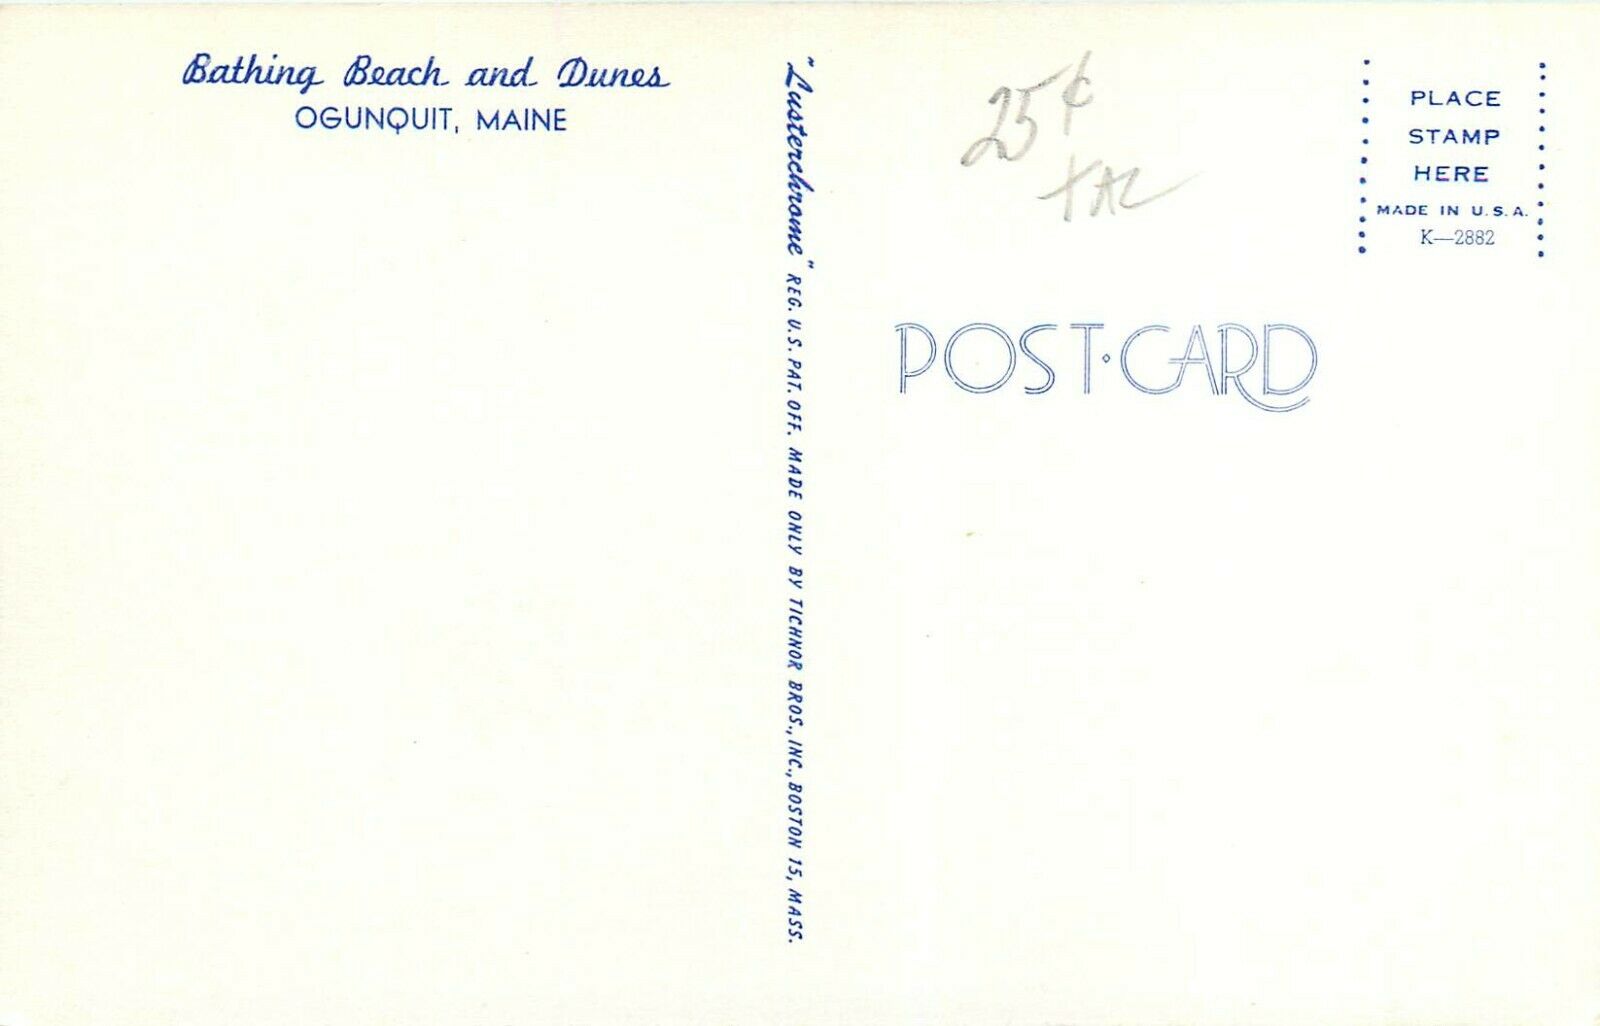 Bathing Beach and Dunes
OGUNQUIT, MAINE
"Lusterchrome" REG. U.S. PAT. OFF. MADE ONLY BY TICHNOR BROS., INC., BOSTON 15, MASS.
25¢
PLACE
STAMP
HERE
MADE IN U.S.A.
K—2882
POST·CARD